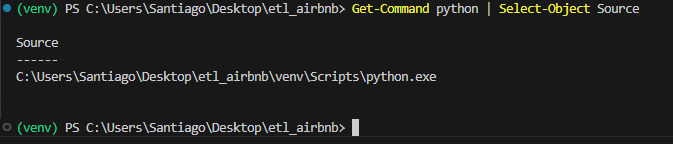 (venv) PS C:\Users\Santiago\Desktop\etl_airbnb> Get-Command python | Select-Object Source
Source
------
C:\Users\Santiago\Desktop\etl_airbnb\venv\Scripts\python.exe
(venv) PS C:\Users\Santiago\Desktop\etl_airbnb>